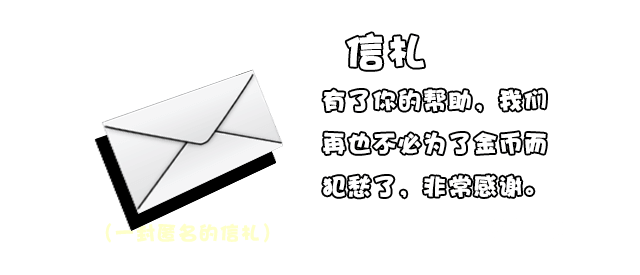 信札
有了你的帮助，我们
再也不必为了金币而
犯愁了，非常感谢。
（一封匿名的信札）